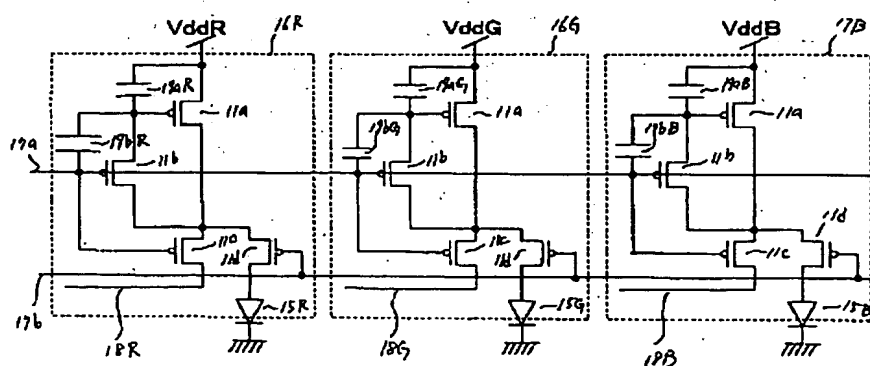 VddR 16R VddG 16G VddB 17B
19aR 19aG 19aB
11a 11a 11a
19bR 19bG 19bB
17a 11b 11b 11b
11c 11d 11c 11d 11c 11d
17b 15R 15G 15B
18R 18G 18B